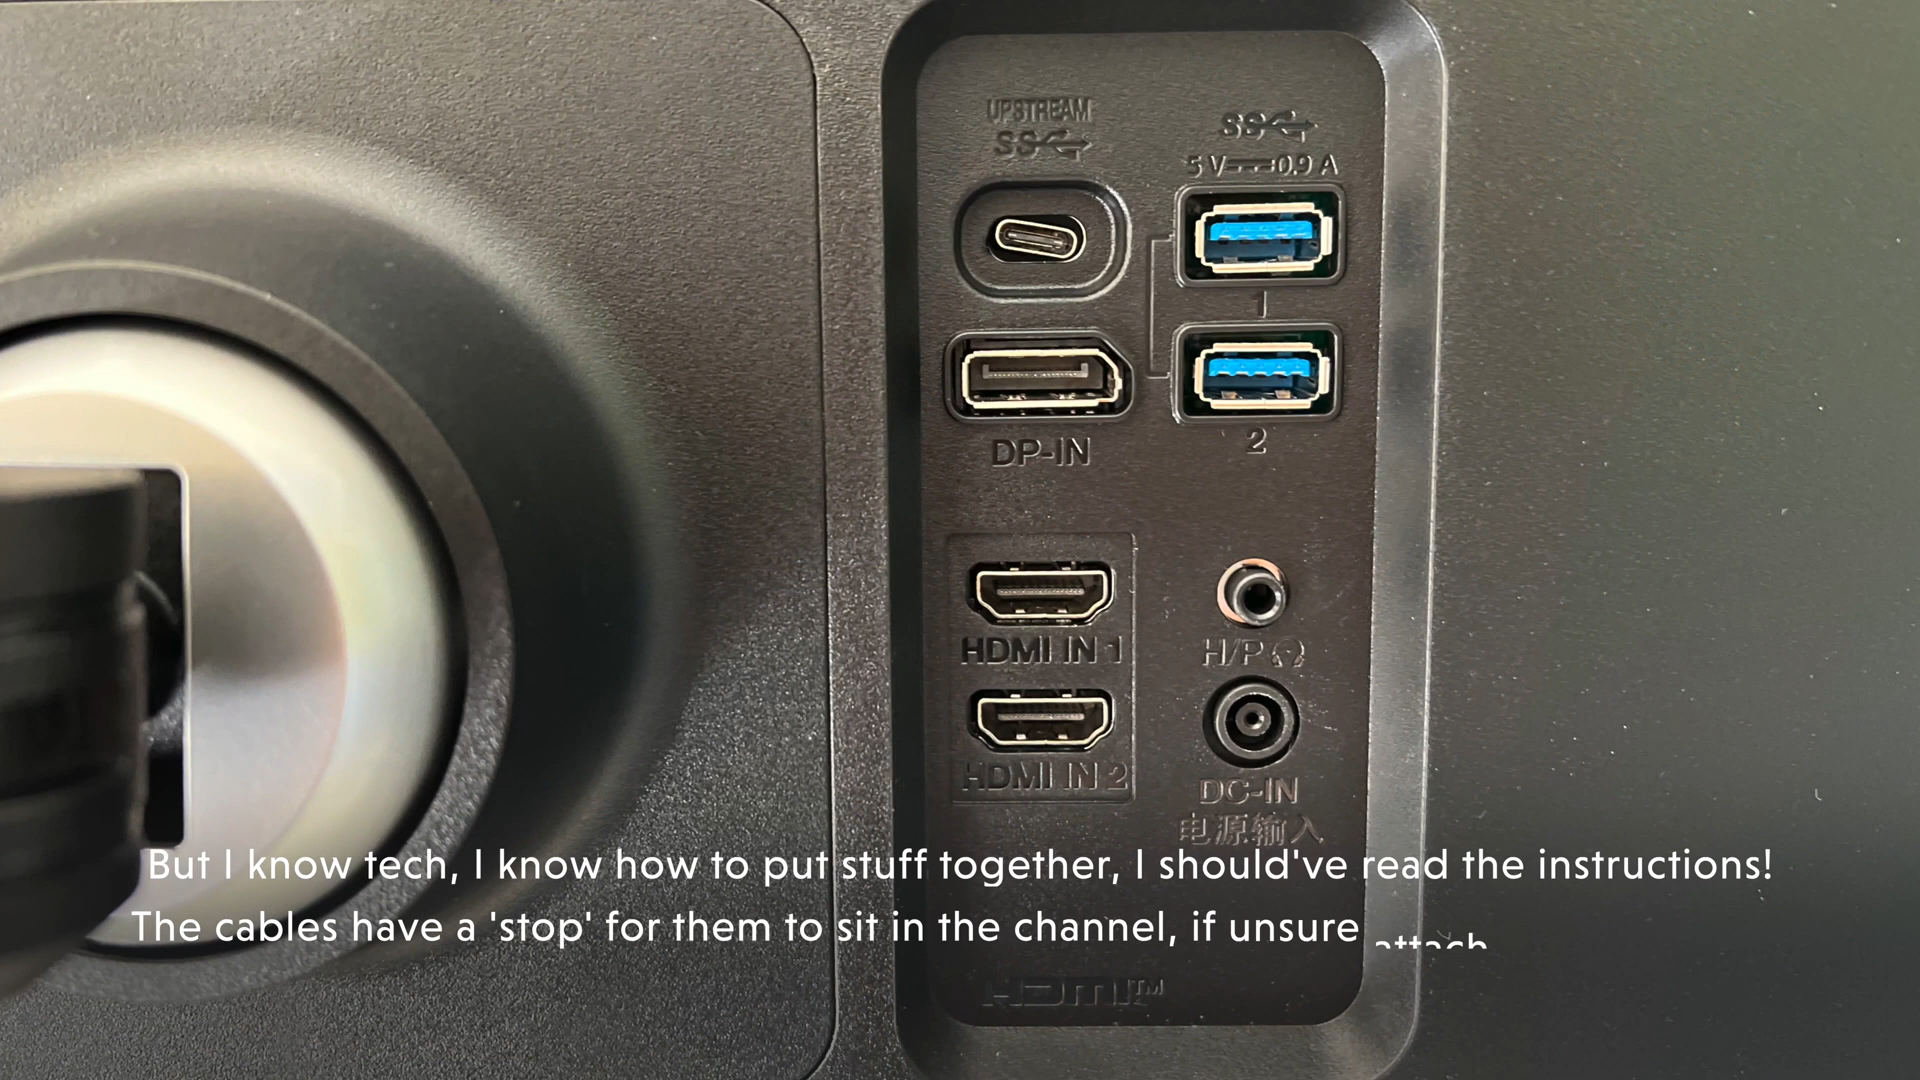 UPSTREAM
SS
SS
5 V 0.9 A
1
2
DP-IN
HDMI IN 1
HDMI IN 2
H/P
DC-IN
电源输入
But I know tech, I know how to put stuff together, I should've read the instructions!
The cables have a 'stop' for them to sit in the channel, if unsure
HDMI™